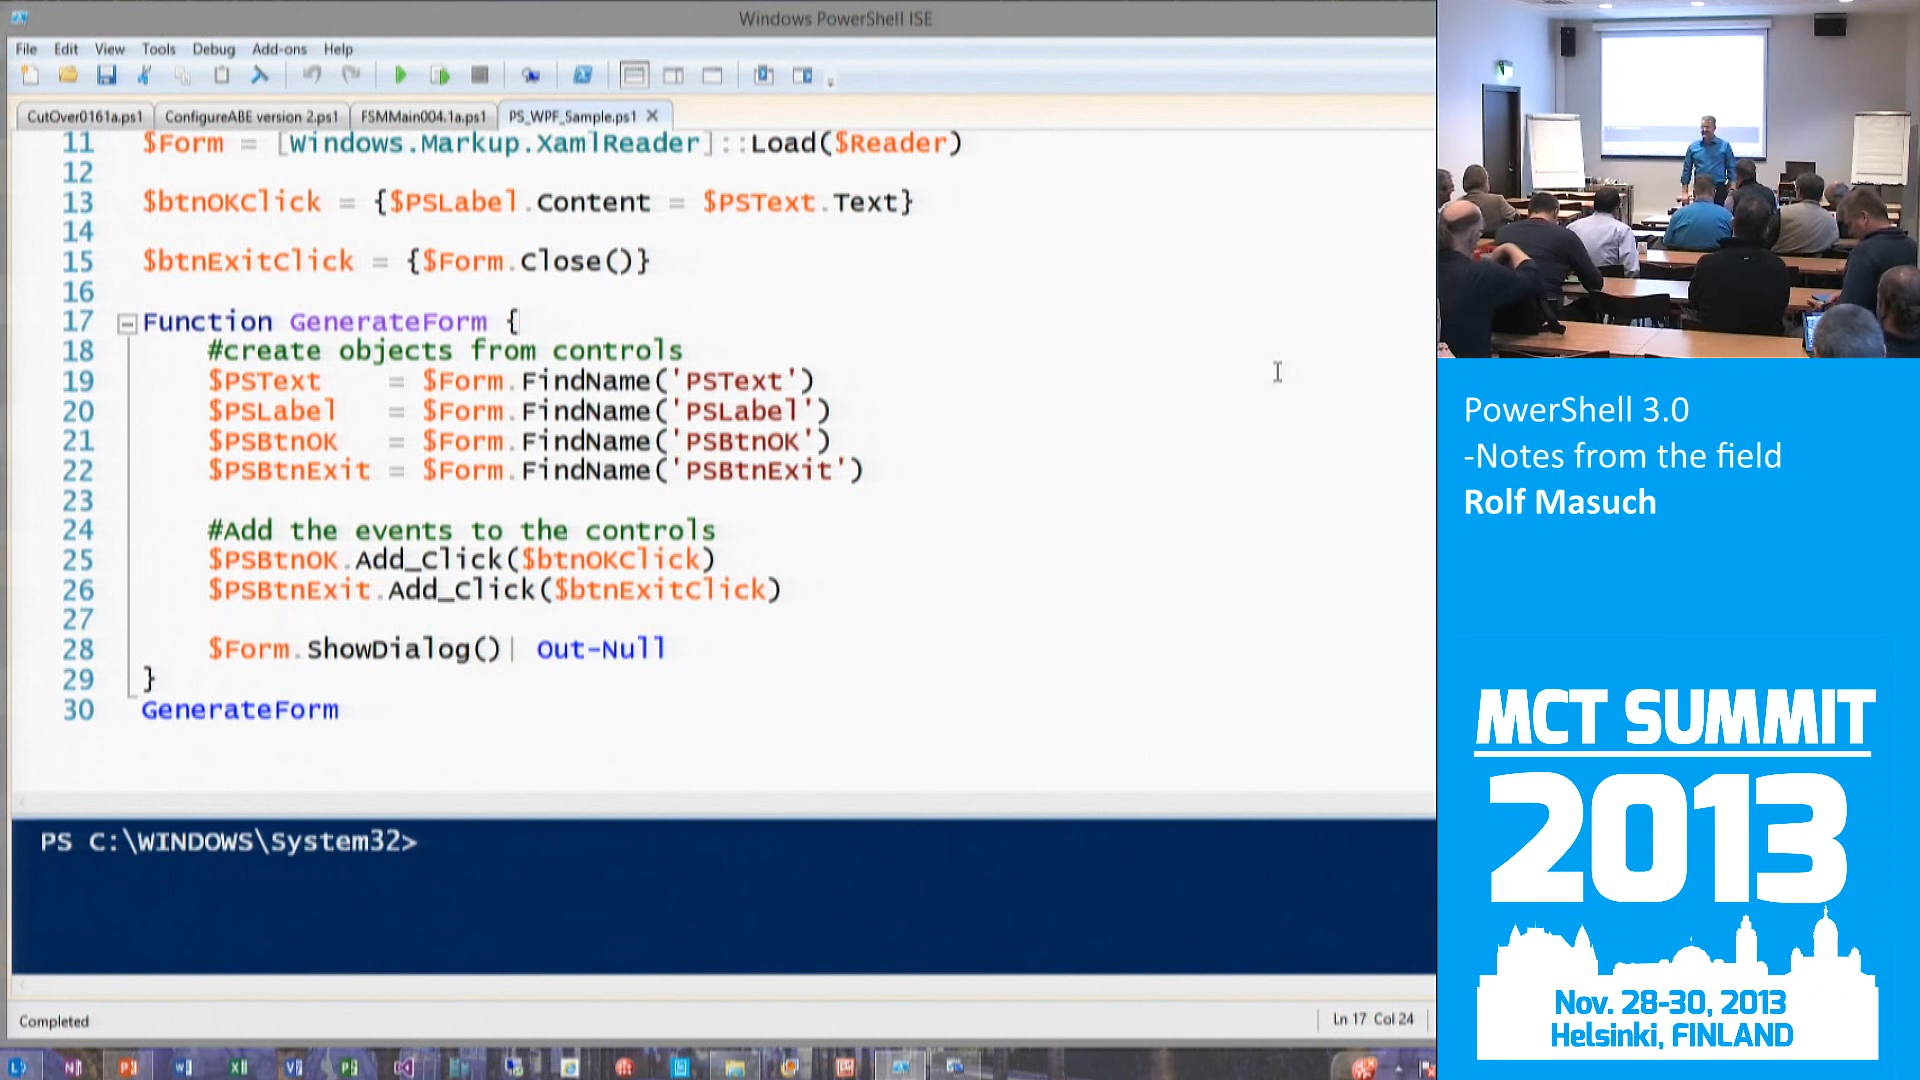 Windows PowerShell ISE
File Edit View Tools Debug Add-ons Help
CutOver0161a.ps1 ConfigureABE version 2.ps1 FSMMain004.1a.ps1 PS_WPF_Sample.ps1
11 $Form = [Windows.Markup.XamlReader]::Load($Reader)
12
13 $btnOKClick = {$PSLabel.Content = $PSText.Text}
14
15 $btnExitClick = {$Form.Close()}
16
17 Function GenerateForm {
18 #create objects from controls
19 $PSText = $Form.FindName('PSText')
20 $PSLabel = $Form.FindName('PSLabel')
21 $PSBtnOK = $Form.FindName('PSBtnOK')
22 $PSBtnExit = $Form.FindName('PSBtnExit')
23
24 #Add the events to the controls
25 $PSBtnOK.Add_Click($btnOKClick)
26 $PSBtnExit.Add_Click($btnExitClick)
27
28 $Form.ShowDialog()| Out-Null
29 }
30 GenerateForm
PS C:\WINDOWS\System32>
Completed
Ln 17 Col 24
PowerShell 3.0
-Notes from the field
Rolf Masuch
MCT SUMMIT
2013
Nov. 28-30, 2013
Helsinki, FINLAND